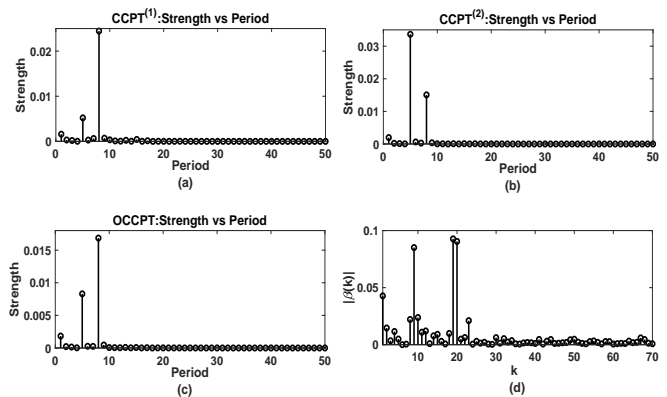 CCPT(1):Strength vs Period
Strength
0.02
0.01
0
0 10 20 30 40 50
Period
(a)
CCPT(2):Strength vs Period
Strength
0.03
0.02
0.01
0
0 10 20 30 40 50
Period
(b)
OCCPT:Strength vs Period
Strength
0.015
0.01
0.005
0
0 10 20 30 40 50
Period
(c)
|β(k)|
0.1
0.05
0
10 20 30 40 50 60 70
k
(d)